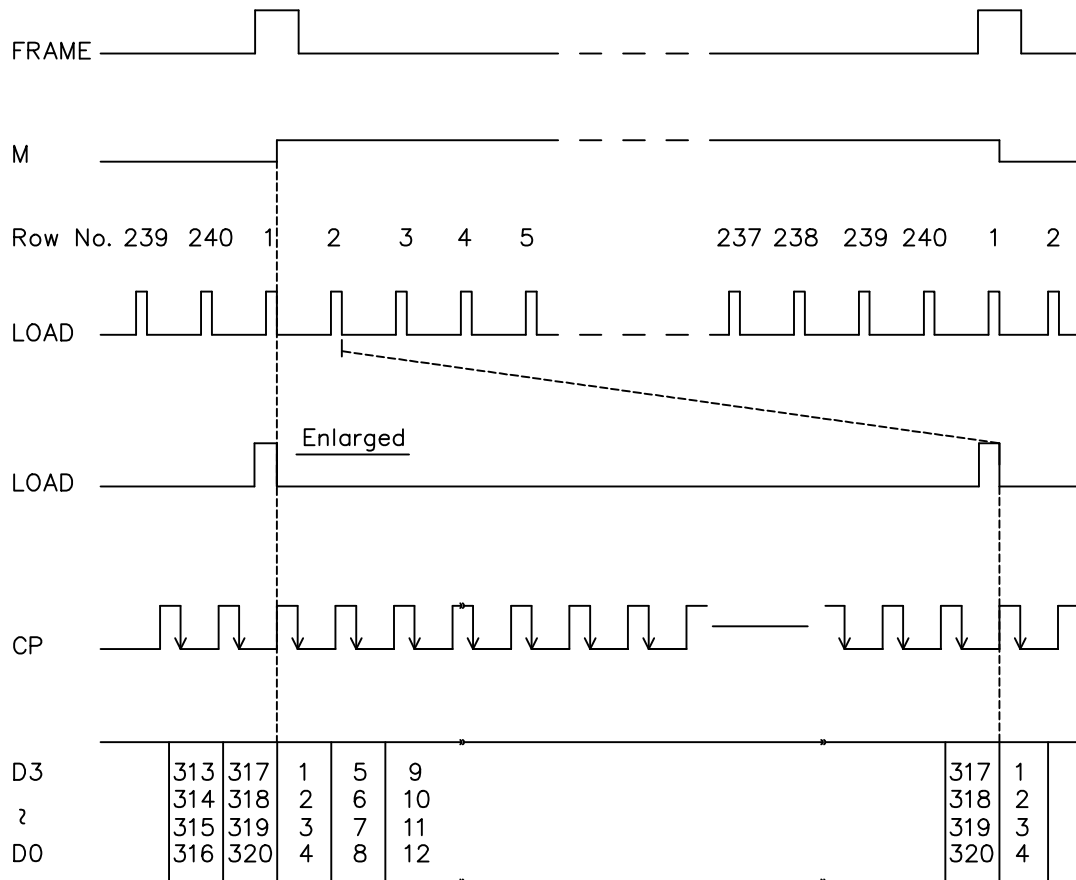 FRAME
M
Row No. 239 240 1 2 3 4 5 237 238 239 240 1 2
LOAD
Enlarged
LOAD
CP
D3 313 317 1 5 9 317 1
314 318 2 6 10 318 2
~ 315 319 3 7 11 319 3
D0 316 320 4 8 12 320 4